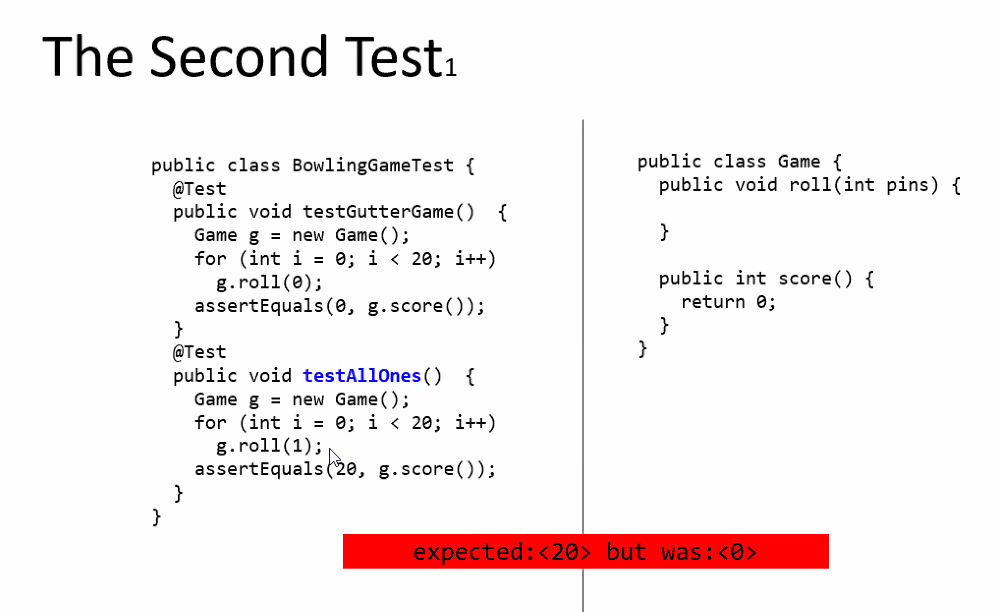 The Second Test1
public class BowlingGameTest {
@Test
public void testGutterGame()  {
Game g = new Game();
for (int i = 0; i < 20; i++)
g.roll(0);
assertEquals(0, g.score());
}
@Test
public void testAllOnes()  {
Game g = new Game();
for (int i = 0; i < 20; i++)
g.roll(1);
assertEquals(20, g.score());
}
}
public class Game {
public void roll(int pins) {
}
public int score() {
return 0;
}
}
expected:<20> but was:<0>